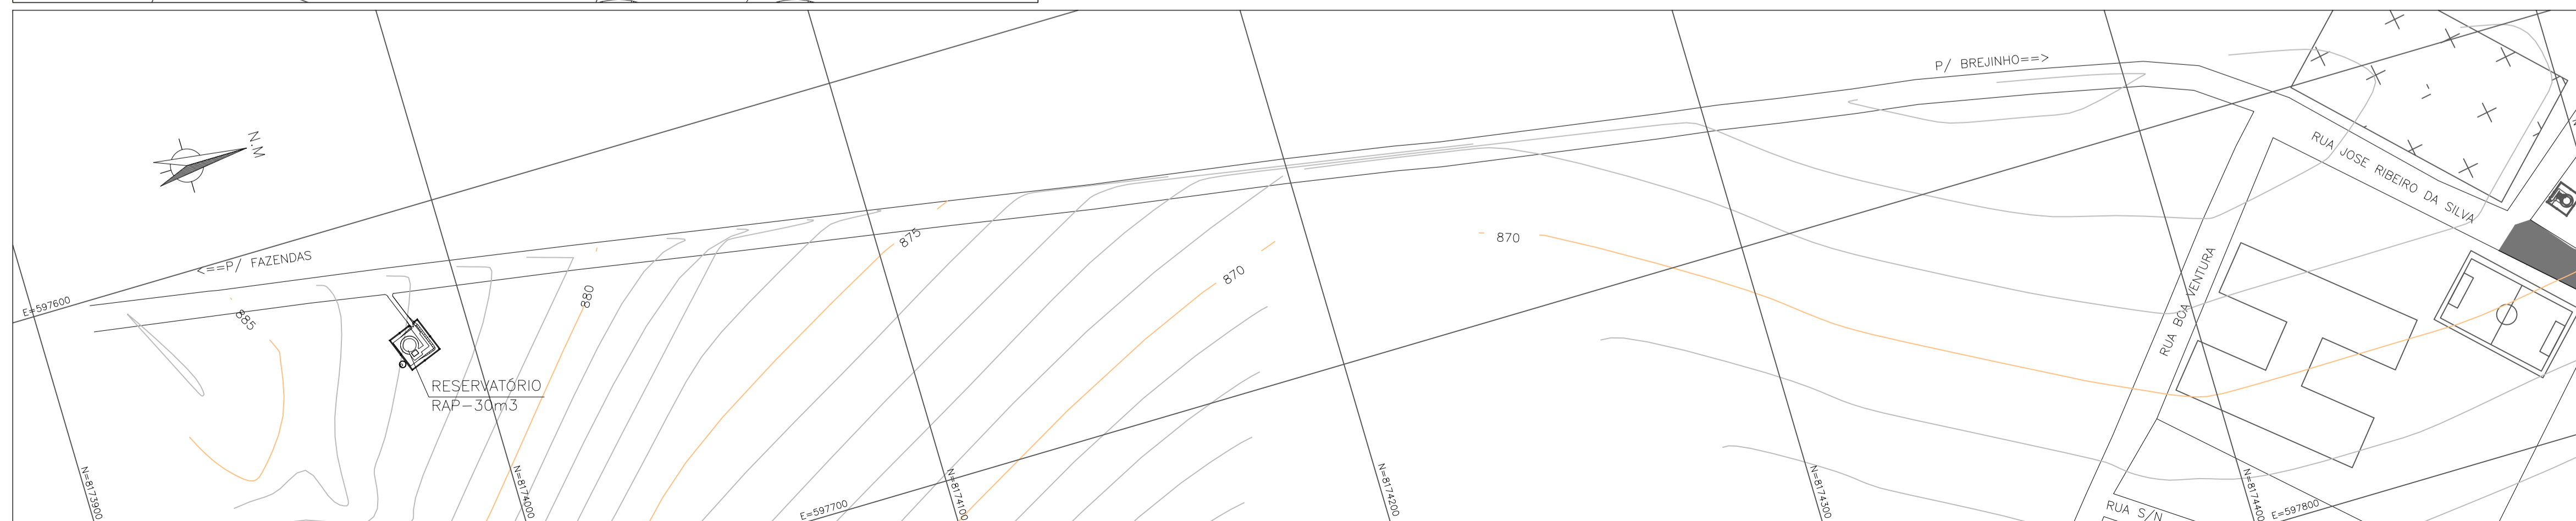 P/ BREJINHO==>
N.M
RUA JOSE RIBEIRO DA SILVA
<==P/ FAZENDAS
E=597600
885
880
875
870
870
RUA BOA VENTURA
RESERVATÓRIO
RAP-30m3
N=8173900
N=8174000
N=8174100
N=8174200
N=8174300
N=8174400
E=597700
E=597800
RUA S/N